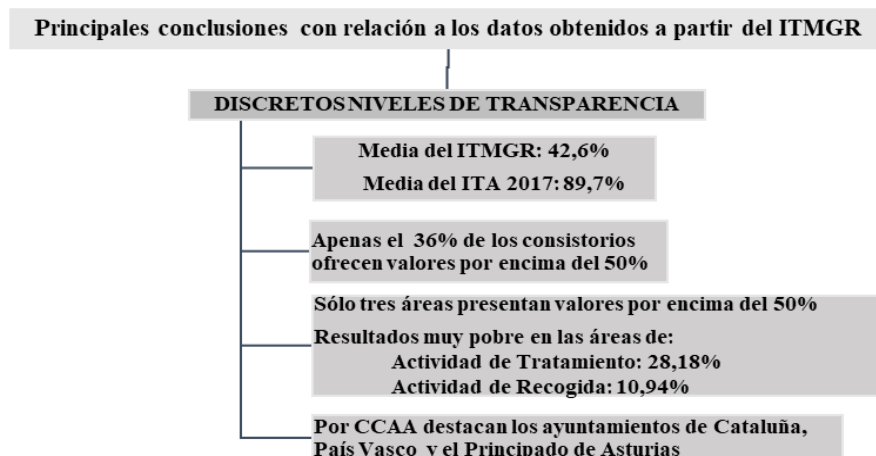 Principales conclusiones con relación a los datos obtenidos a partir del ITMGR
DISCRETOS NIVELES DE TRANSPARENCIA
Media del ITMGR: 42,6%
Media del ITA 2017: 89,7%
Apenas el 36% de los consistorios
ofrecen valores por encima del 50%
Sólo tres áreas presentan valores por encima del 50%
Resultados muy pobre en las áreas de:
Actividad de Tratamiento: 28,18%
Actividad de Recogida: 10,94%
Por CCAA destacan los ayuntamientos de Cataluña,
País Vasco y el Principado de Asturias